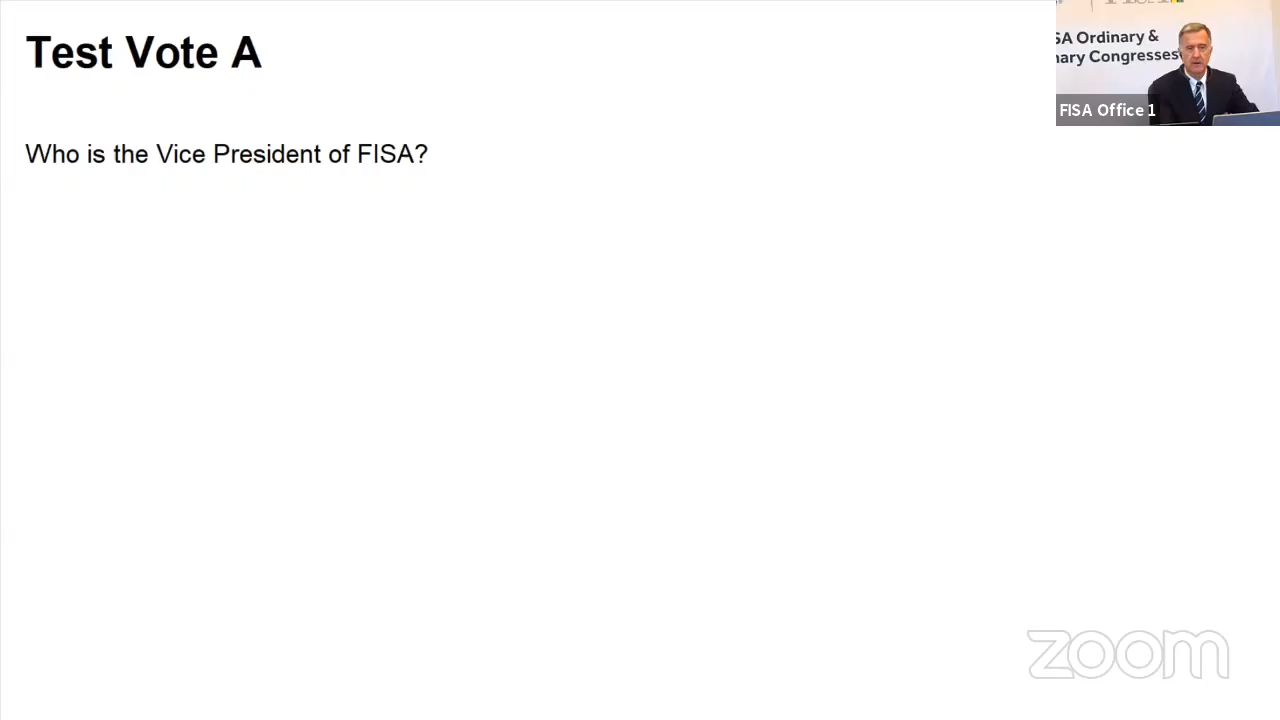 Test Vote A
SA Ordinary &
nary Congresses
FISA Office 1
Who is the Vice President of FISA?
zoom